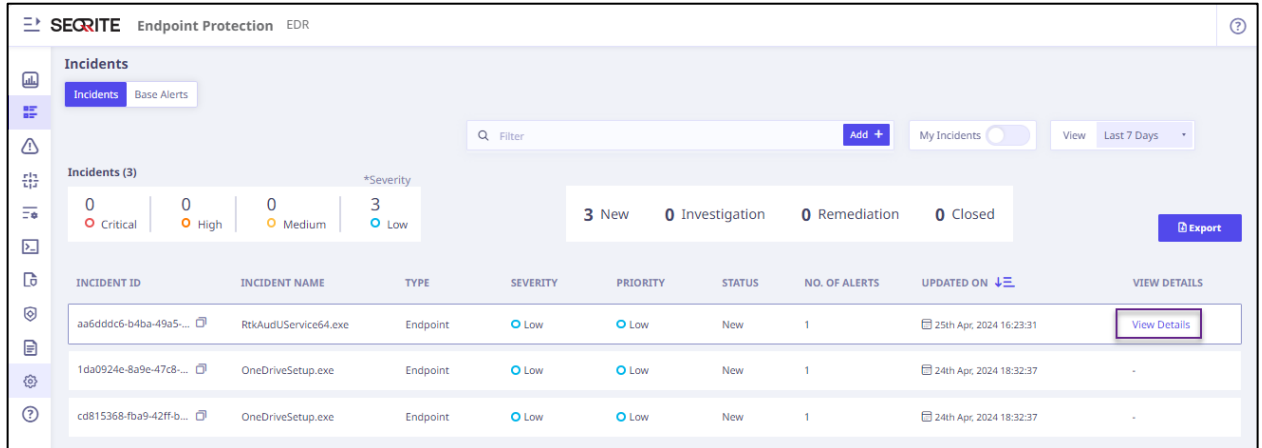 SEQRITE Endpoint Protection EDR
Incidents
Incidents Base Alerts
Filter Add + My Incidents View Last 7 Days
Incidents (3) *Severity
0 0 0 3
Critical High Medium Low
3 New 0 Investigation 0 Remediation 0 Closed
Export
INCIDENT ID INCIDENT NAME TYPE SEVERITY PRIORITY STATUS NO. OF ALERTS UPDATED ON VIEW DETAILS
aa6dddc6-b4ba-49a5-... RtkAudUService64.exe Endpoint Low Low New 1 25th Apr, 2024 16:23:31 View Details
1da0924e-8a9e-47c8-... OneDriveSetup.exe Endpoint Low Low New 1 24th Apr, 2024 18:32:37 -
cd815368-fba9-42ff-b... OneDriveSetup.exe Endpoint Low Low New 1 24th Apr, 2024 18:32:37 -